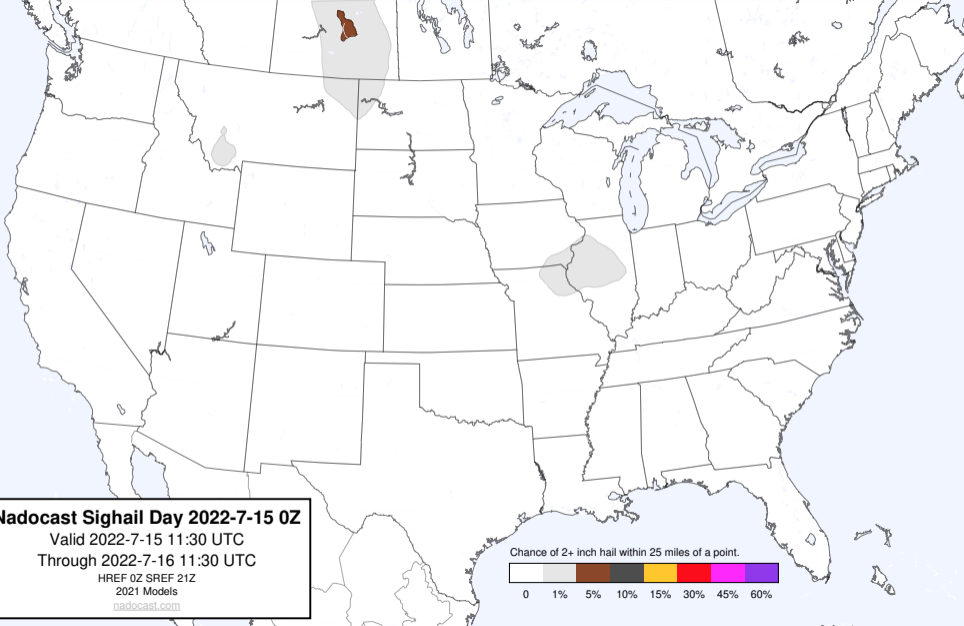 Nadocast Sighail Day 2022-7-15 0Z
Valid 2022-7-15 11:30 UTC
Through 2022-7-16 11:30 UTC
HREF 0Z SREF 21Z
2021 Models
nadocast.com
Chance of 2+ inch hail within 25 miles of a point.
0 1% 5% 10% 15% 30% 45% 60%